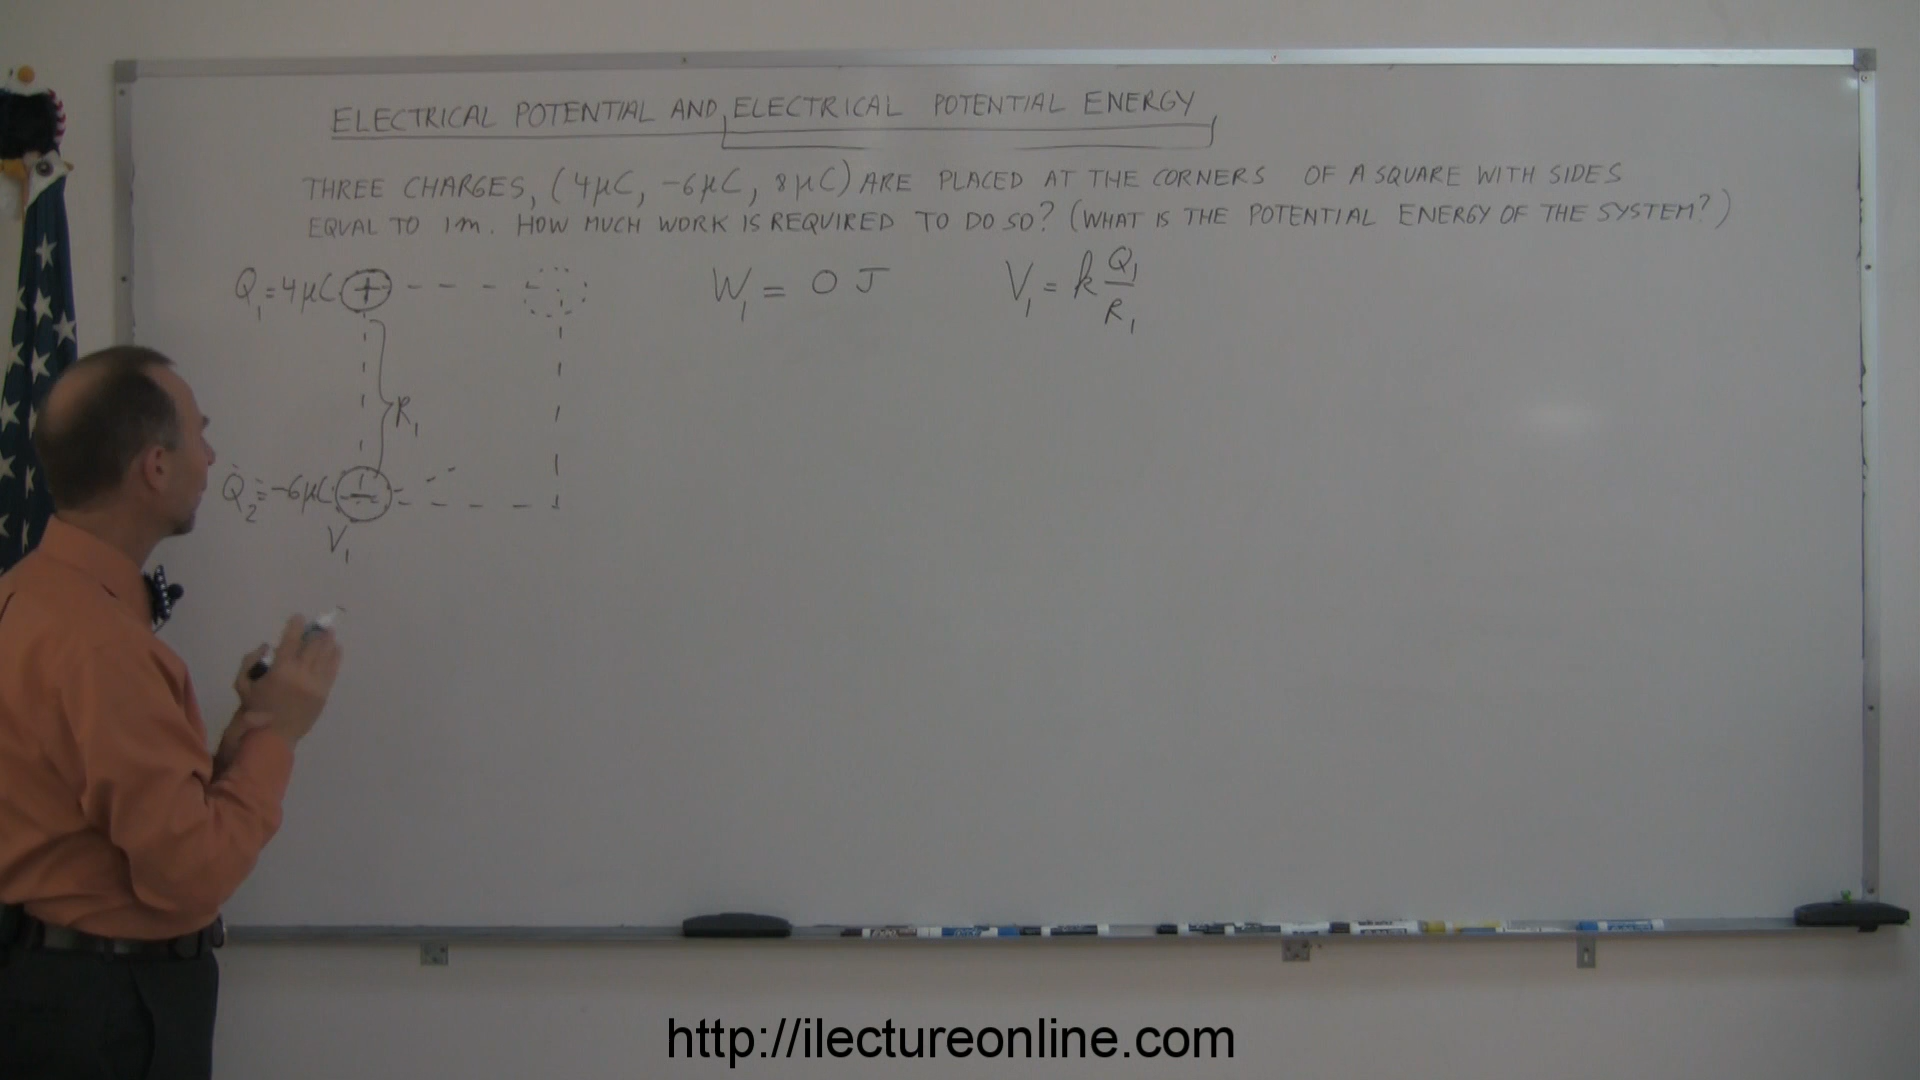 ELECTRICAL POTENTIAL AND ELECTRICAL POTENTIAL ENERGY
THREE CHARGES, (4μC, -6μC, 8μC) ARE PLACED AT THE CORNERS OF A SQUARE WITH SIDES
EQUAL TO 1m. HOW MUCH WORK IS REQUIRED TO DO SO? (WHAT IS THE POTENTIAL ENERGY OF THE SYSTEM?)
Q₁=4μC + W₁ = 0 J V₁ = k Q₁/R₁
R₁
Q₂=-6μC −
V₁
http://ilectureonline.com